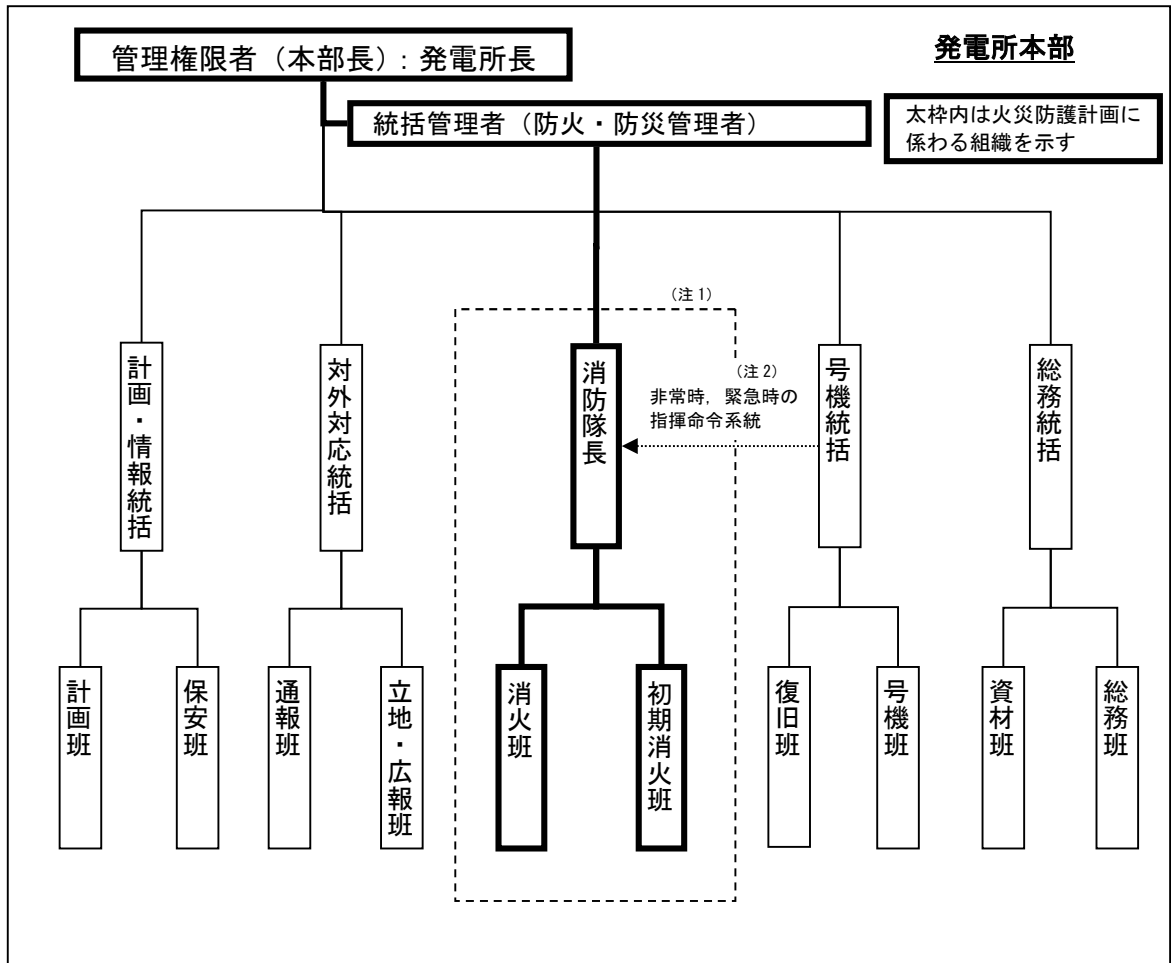 発電所本部
管理権限者（本部長）：発電所長
統括管理者（防火・防災管理者）
太枠内は火災防護計画に
係わる組織を示す
（注1）
計画・情報統括
対外対応統括
消防隊長
（注2）
非常時，緊急時の
指揮命令系統
号機統括
総務統括
計画班
保安班
通報班
立地・広報班
消火班
初期消火班
復旧班
号機班
資材班
総務班